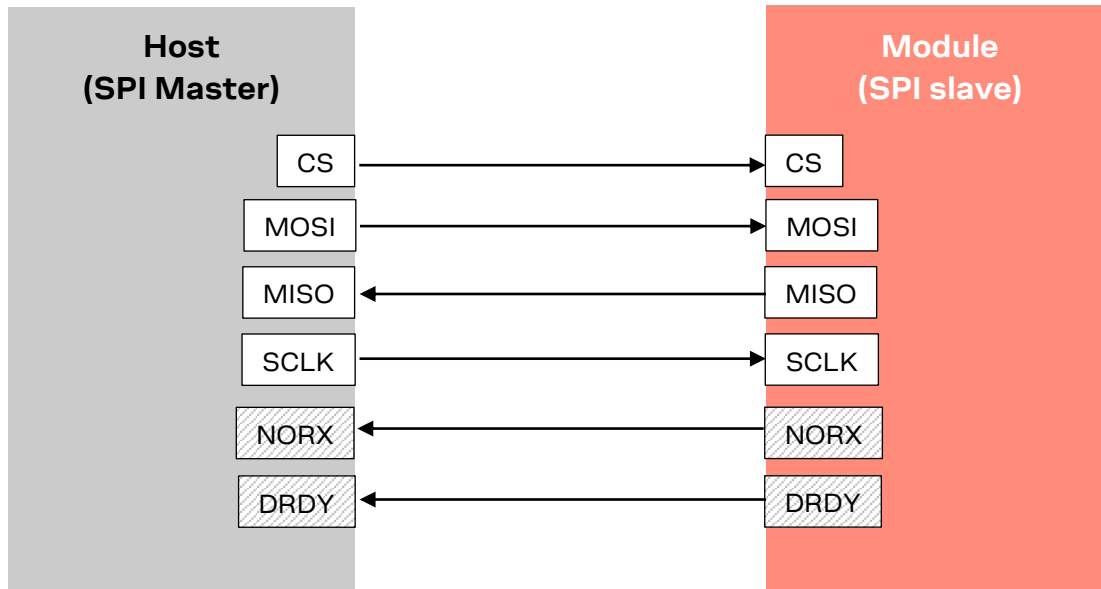 Host
(SPI Master)
Module
(SPI slave)
CS
CS
MOSI
MOSI
MISO
MISO
SCLK
SCLK
NORX
NORX
DRDY
DRDY